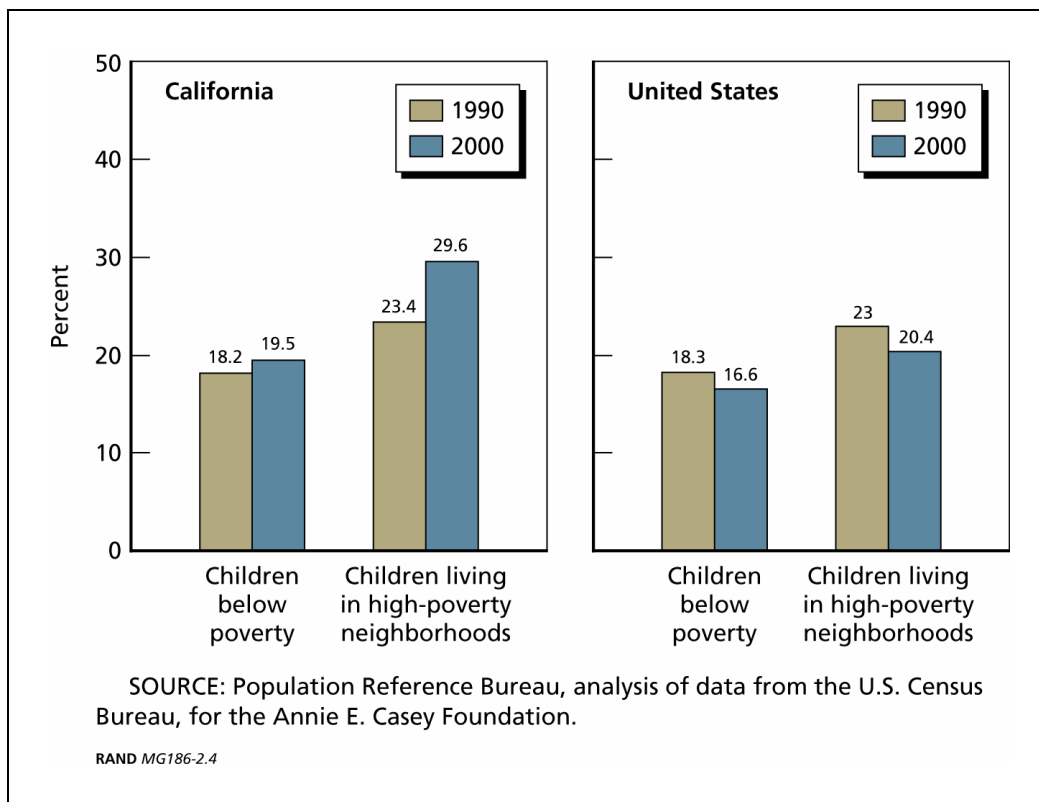 50
40
30
20
10
0
Percent
California
1990
2000
18.2
19.5
23.4
29.6
Children
below
poverty
Children living
in high-poverty
neighborhoods
United States
1990
2000
18.3
16.6
23
20.4
Children
below
poverty
Children living
in high-poverty
neighborhoods
SOURCE: Population Reference Bureau, analysis of data from the U.S. Census
Bureau, for the Annie E. Casey Foundation.
RAND MG186-2.4